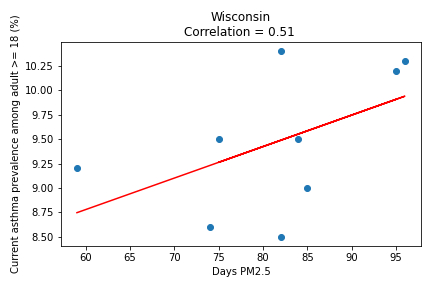 Wisconsin
Correlation = 0.51
Current asthma prevalence among adult >= 18 (%)
10.25
10.00
9.75
9.50
9.25
9.00
8.75
8.50
60 65 70 75 80 85 90 95
Days PM2.5